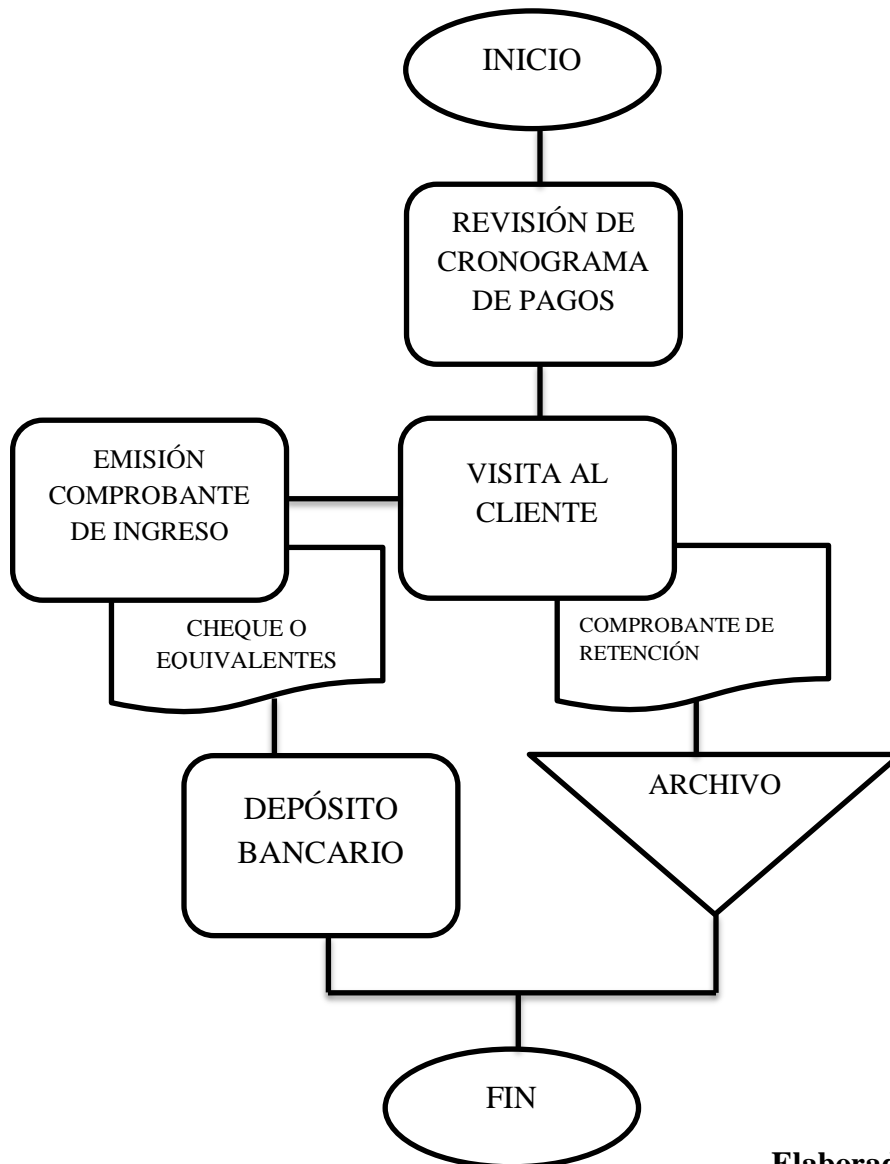 INICIO
REVISIÓN DE
CRONOGRAMA
DE PAGOS
EMISIÓN
COMPROBANTE
DE INGRESO
VISITA AL
CLIENTE
CHEQUE O
EQUIVALENTES
COMPROBANTE DE
RETENCIÓN
DEPÓSITO
BANCARIO
ARCHIVO
FIN